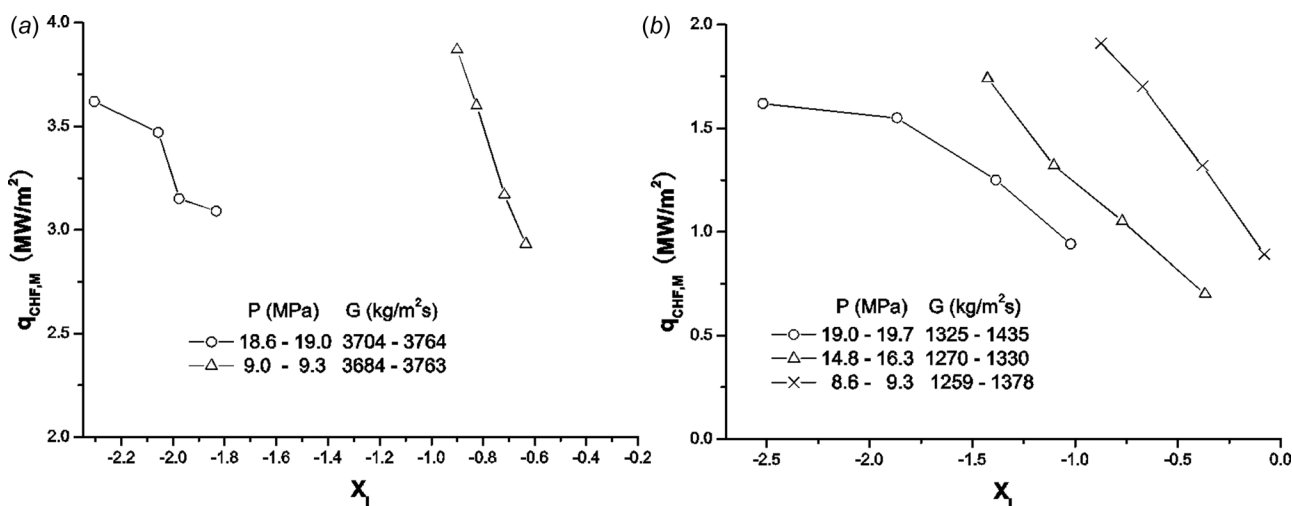 (a)
4.0
3.5
3.0
2.5
2.0
q_CHF,M (MW/m²)
P (MPa) G (kg/m²s)
18.6 - 19.0 3704 - 3764
9.0 - 9.3 3684 - 3763
-2.2 -2.0 -1.8 -1.6 -1.4 -1.2 -1.0 -0.8 -0.6 -0.4 -0.2
X_I
(b)
2.0
1.5
1.0
0.5
0.0
q_CHF,M (MW/m²)
P (MPa) G (kg/m²s)
19.0 - 19.7 1325 - 1435
14.8 - 16.3 1270 - 1330
8.6 - 9.3 1259 - 1378
-2.5 -2.0 -1.5 -1.0 -0.5 0.0
X_I